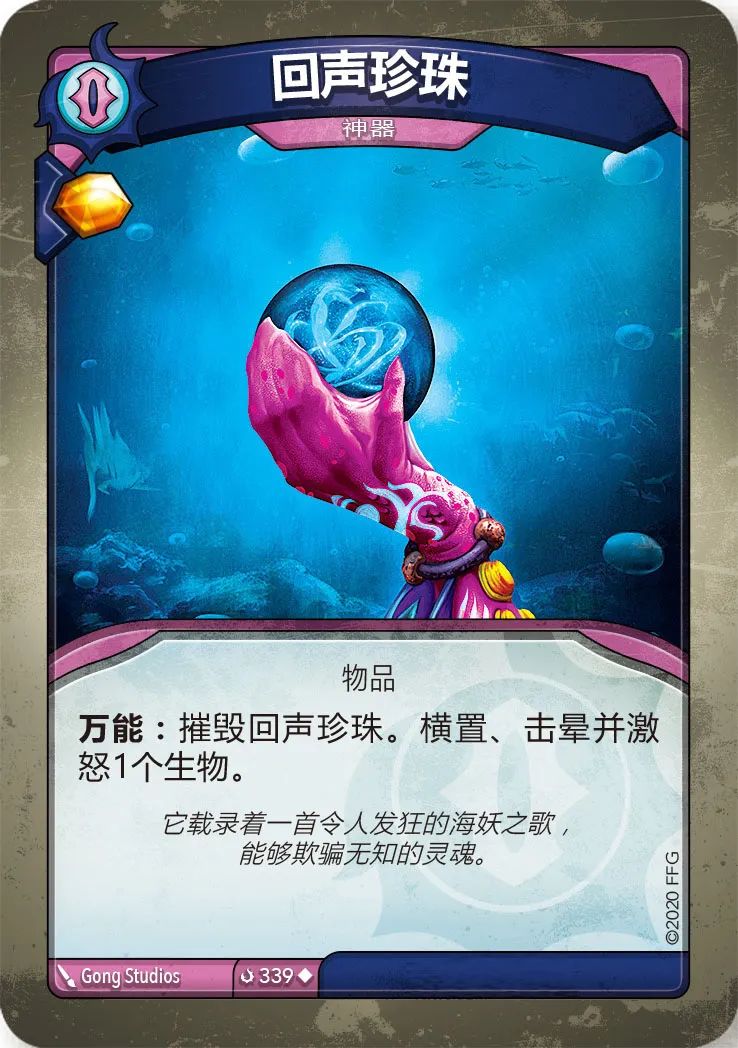 回声珍珠
神器
物品
万能：摧毁回声珍珠。横置、击晕并激
怒1个生物。
它载录着一首令人发狂的海妖之歌，
能够欺骗无知的灵魂。
©2020 FFG
Gong Studios
339